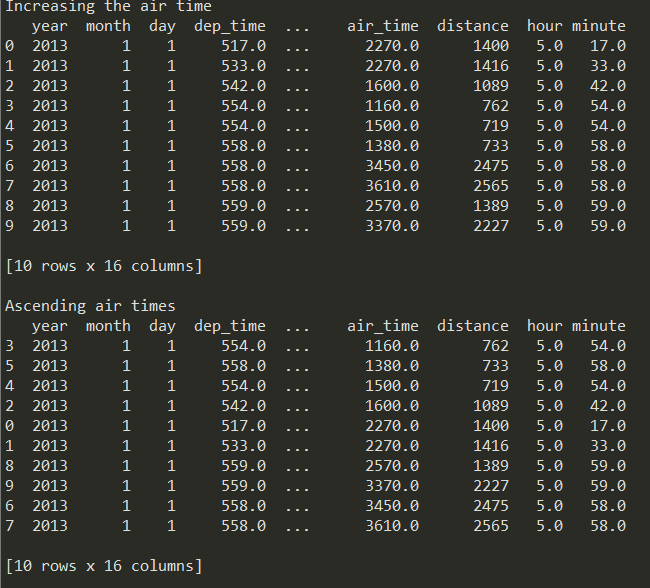 Increasing the air time
   year  month  day  dep_time  ...    air_time  distance  hour minute
0  2013      1    1     517.0  ...      2270.0      1400   5.0   17.0
1  2013      1    1     533.0  ...      2270.0      1416   5.0   33.0
2  2013      1    1     542.0  ...      1600.0      1089   5.0   42.0
3  2013      1    1     554.0  ...      1160.0       762   5.0   54.0
4  2013      1    1     554.0  ...      1500.0       719   5.0   54.0
5  2013      1    1     558.0  ...      1380.0       733   5.0   58.0
6  2013      1    1     558.0  ...      3450.0      2475   5.0   58.0
7  2013      1    1     558.0  ...      3610.0      2565   5.0   58.0
8  2013      1    1     559.0  ...      2570.0      1389   5.0   59.0
9  2013      1    1     559.0  ...      3370.0      2227   5.0   59.0

[10 rows x 16 columns]

Ascending air times
   year  month  day  dep_time  ...    air_time  distance  hour minute
3  2013      1    1     554.0  ...      1160.0       762   5.0   54.0
5  2013      1    1     558.0  ...      1380.0       733   5.0   58.0
4  2013      1    1     554.0  ...      1500.0       719   5.0   54.0
2  2013      1    1     542.0  ...      1600.0      1089   5.0   42.0
0  2013      1    1     517.0  ...      2270.0      1400   5.0   17.0
1  2013      1    1     533.0  ...      2270.0      1416   5.0   33.0
8  2013      1    1     559.0  ...      2570.0      1389   5.0   59.0
9  2013      1    1     559.0  ...      3370.0      2227   5.0   59.0
6  2013      1    1     558.0  ...      3450.0      2475   5.0   58.0
7  2013      1    1     558.0  ...      3610.0      2565   5.0   58.0

[10 rows x 16 columns]